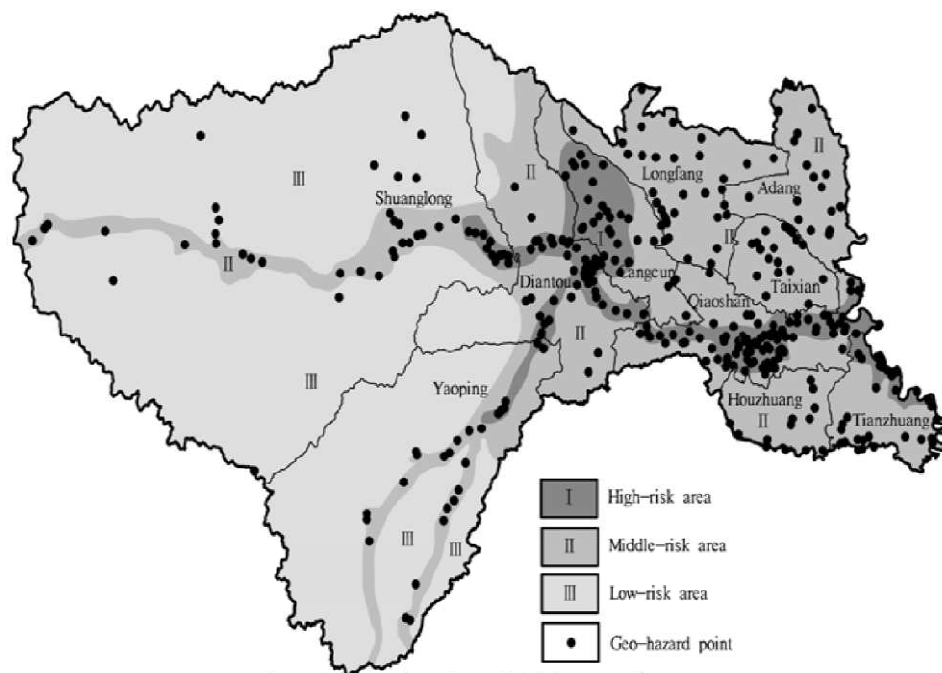 II
Longfang
II
III
Adang
Shuanglong
II
I
II
Langcun
Taixian
Diantou
Qiaoshan
II
III
Yaoping
Houzhuang
II
Tianzhuang
I High-risk area
II Middle-risk area
III
III
III Low-risk area
Geo-hazard point